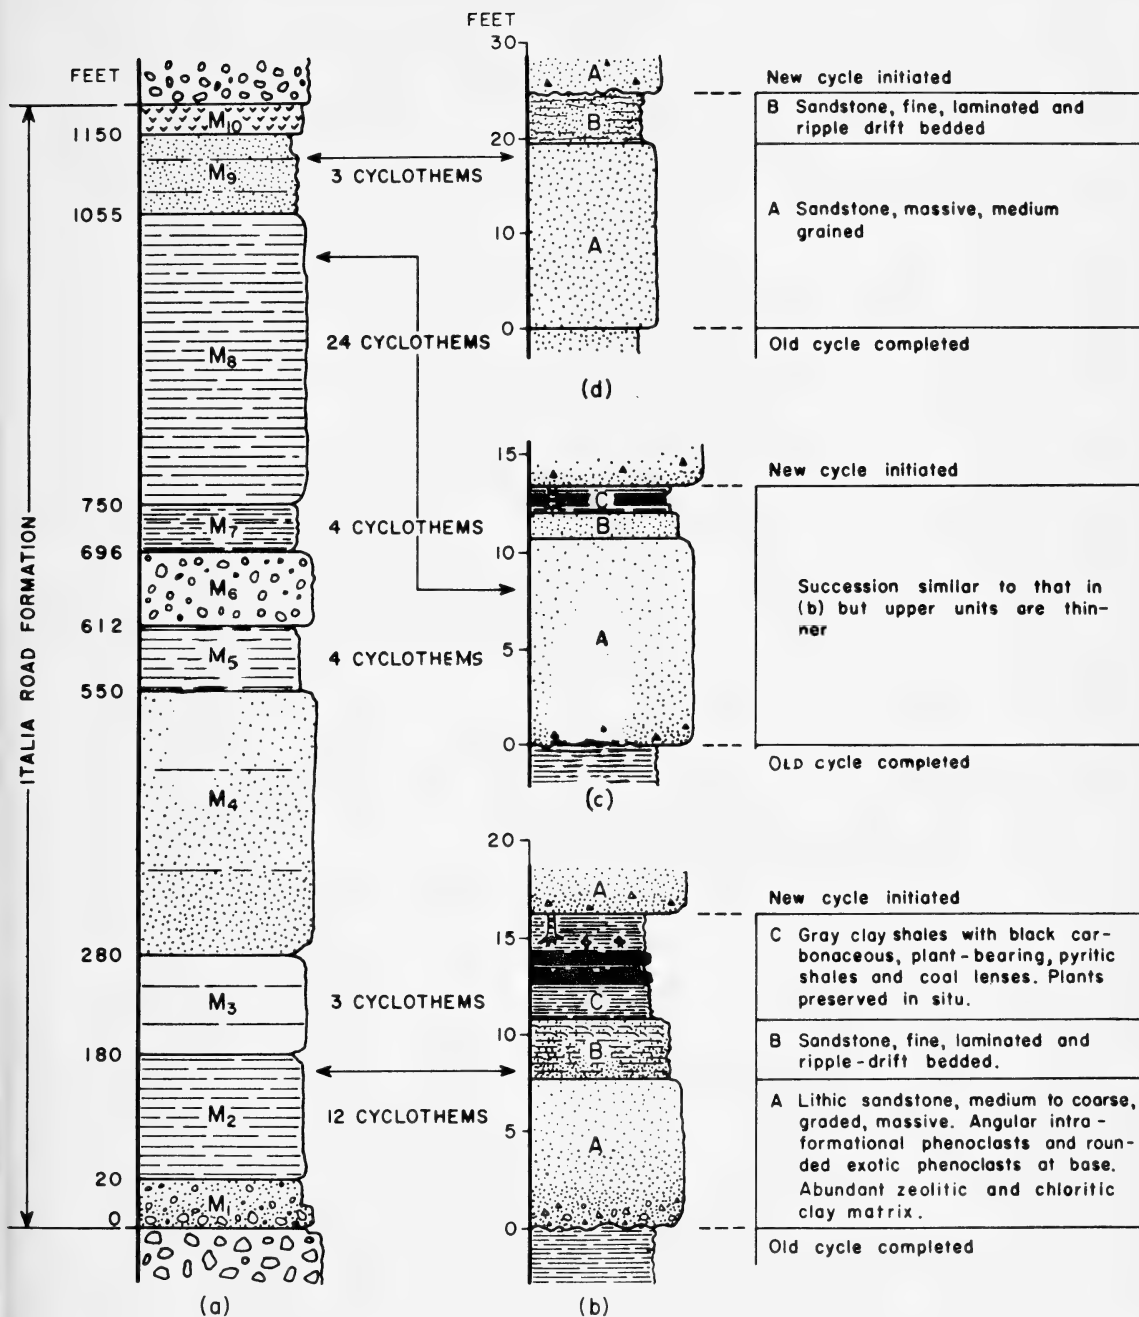 FEET
1150
1055
750
696
612
550
280
180
20
0
ITALIA ROAD FORMATION
M10
M9
M8
M7
M6
M5
M4
M3
M2
M1
3 CYCLOTHEMS
24 CYCLOTHEMS
4 CYCLOTHEMS
4 CYCLOTHEMS
3 CYCLOTHEMS
12 CYCLOTHEMS
(a)
FEET
30
20
10
0
A
B
A
(d)
New cycle initiated
B Sandstone, fine, laminated and
ripple drift bedded
A Sandstone, massive, medium
grained
Old cycle completed
15
10
5
0
C
B
A
(c)
New cycle initiated
Succession similar to that in
(b) but upper units are thin-
ner
OLD cycle completed
20
15
10
5
0
A
C
B
A
(b)
New cycle initiated
C Gray clay shales with black car-
bonaceous, plant-bearing, pyritic
shales and coal lenses. Plants
preserved in situ.
B Sandstone, fine, laminated and
ripple-drift bedded.
A Lithic sandstone, medium to coarse,
graded, massive. Angular intra-
formational phenoclasts and roun-
ded exotic phenoclasts at base.
Abundant zeolitic and chloritic
clay matrix.
Old cycle completed